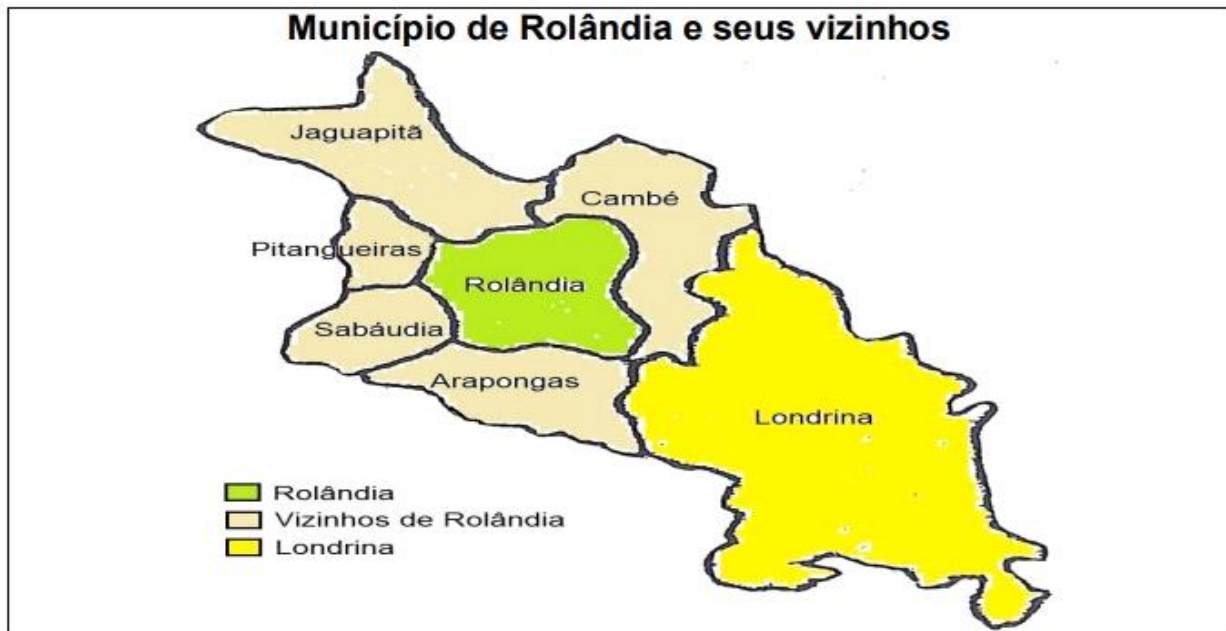 Município de Rolândia e seus vizinhos
Jaguapitã
Cambé
Pitangueiras
Rolândia
Sabáudia
Arapongas
Londrina
Rolândia
Vizinhos de Rolândia
Londrina